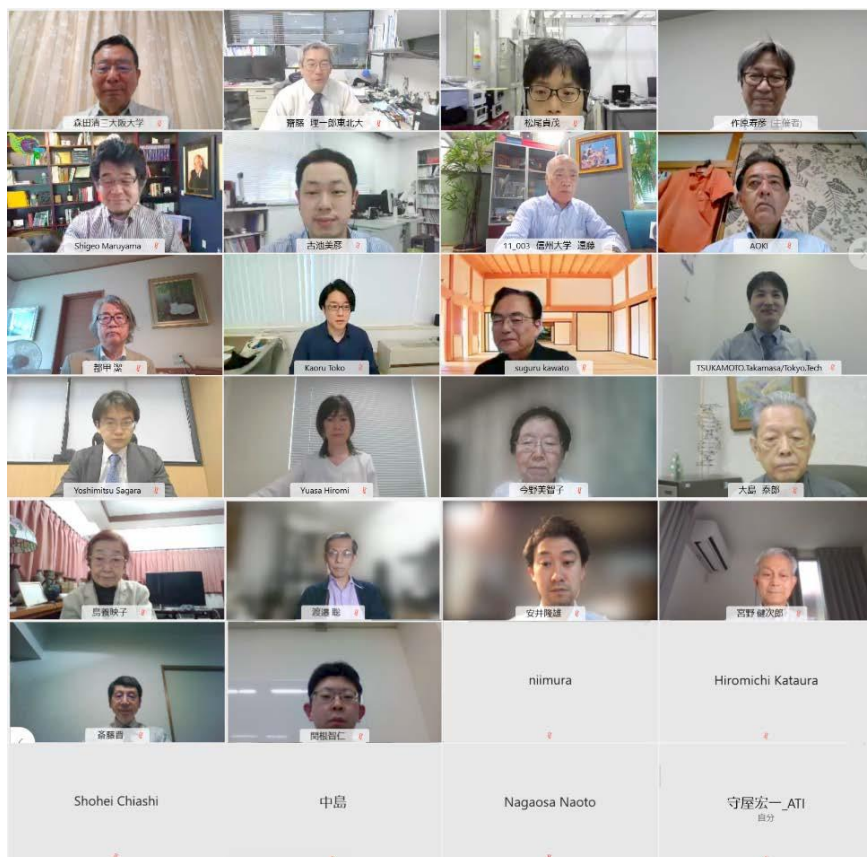 森田清三大阪大学
齋藤 理一郎東北大
松尾貞茂
作原寿彦 (主催者)
Shigeo Maruyama
古池美彦
11_003 信州大学 遠藤
AOKI
都甲 潔
Kaoru Toko
suguru kawato
TSUKAMOTO.Takamasa/Tokyo.Tech
Yoshimitsu Sagara
Yuasa Hiromi
今野美智子
大島 泰郎
鳥養映子
渡邉 聡
安井隆雄
宮野 健次郎
関根智仁
niimura
Hiromichi Kataura
Shohei Chiashi
中島
Nagaosa Naoto
守屋宏一_ATI
自分